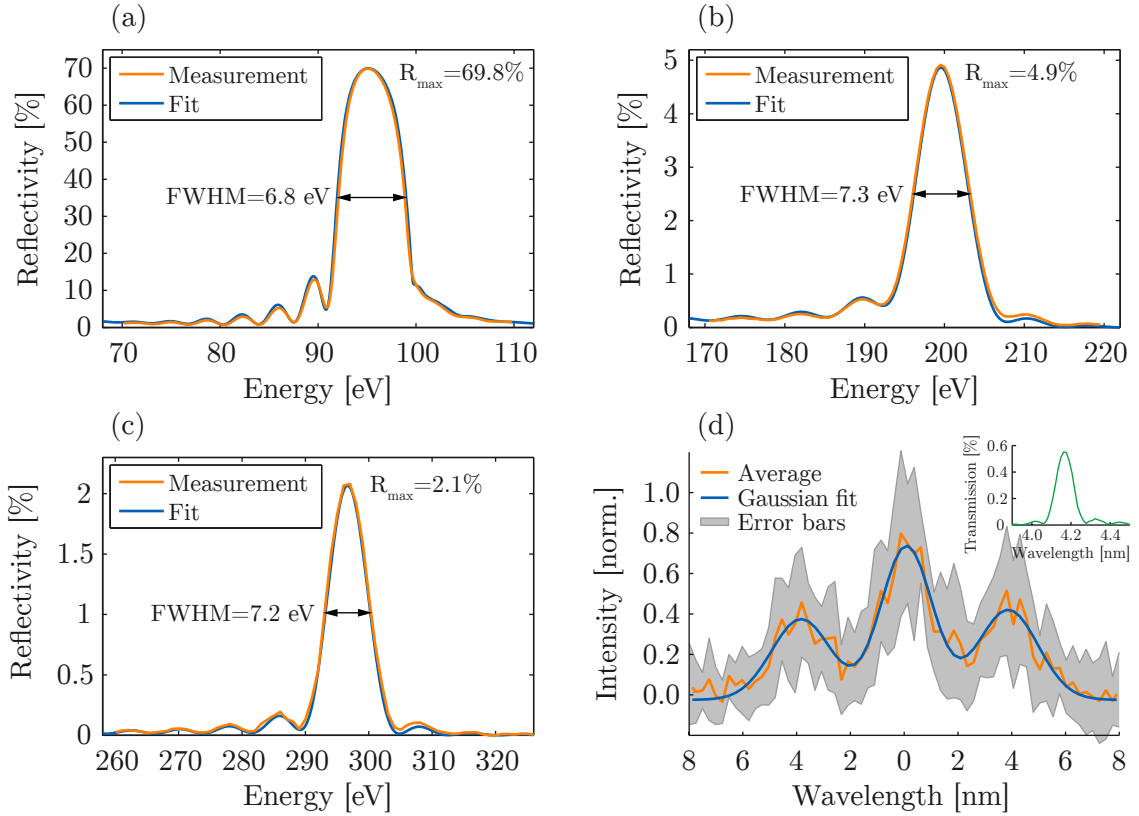 (a)
Reflectivity [%]
70
60
50
40
30
20
10
0
Measurement
Fit
Rmax=69.8%
FWHM=6.8 eV
70 80 90 100 110
Energy [eV]
(b)
Reflectivity [%]
5
4
3
2
1
0
Measurement
Fit
Rmax=4.9%
FWHM=7.3 eV
168 180 190 200 210 222
Energy [eV]
(c)
Reflectivity [%]
2
1.5
1
0.5
0
Measurement
Fit
Rmax=2.1%
FWHM=7.2 eV
260 270 280 290 300 310 320
Energy [eV]
(d)
Intensity [norm.]
1.0
0.8
0.6
0.4
0.2
0.0
Average
Gaussian fit
Error bars
Transmission [%]
0.6
0.4
0.2
0
4.0 4.2 4.4
Wavelength [nm]
8 6 4 2 0 2 4 6 8
Wavelength [nm]